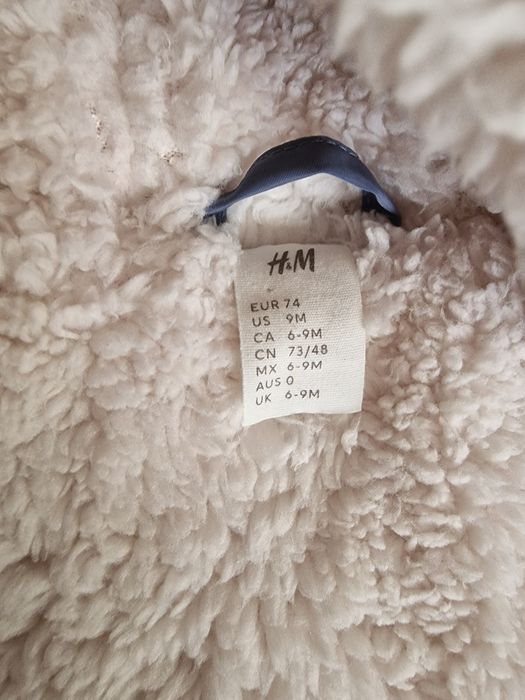 H&M
EUR 74
US 9M
CA 6-9M
CN 73/48
MX 6-9M
AUS 0
UK 6-9M